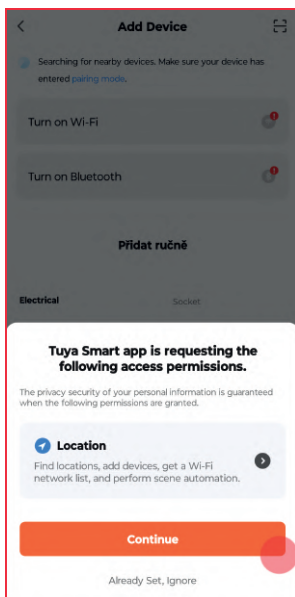 Add Device
Searching for nearby devices. Make sure your device has
entered pairing mode.
Turn on Wi-Fi
Turn on Bluetooth
Přidat ručně
Electrical
Socket
Tuya Smart app is requesting the
following access permissions.
The privacy security of your personal information is guaranteed
when the following permissions are granted.
Location
Find locations, add devices, get a Wi-Fi
network list, and perform scene automation.
Continue
Already Set, Ignore